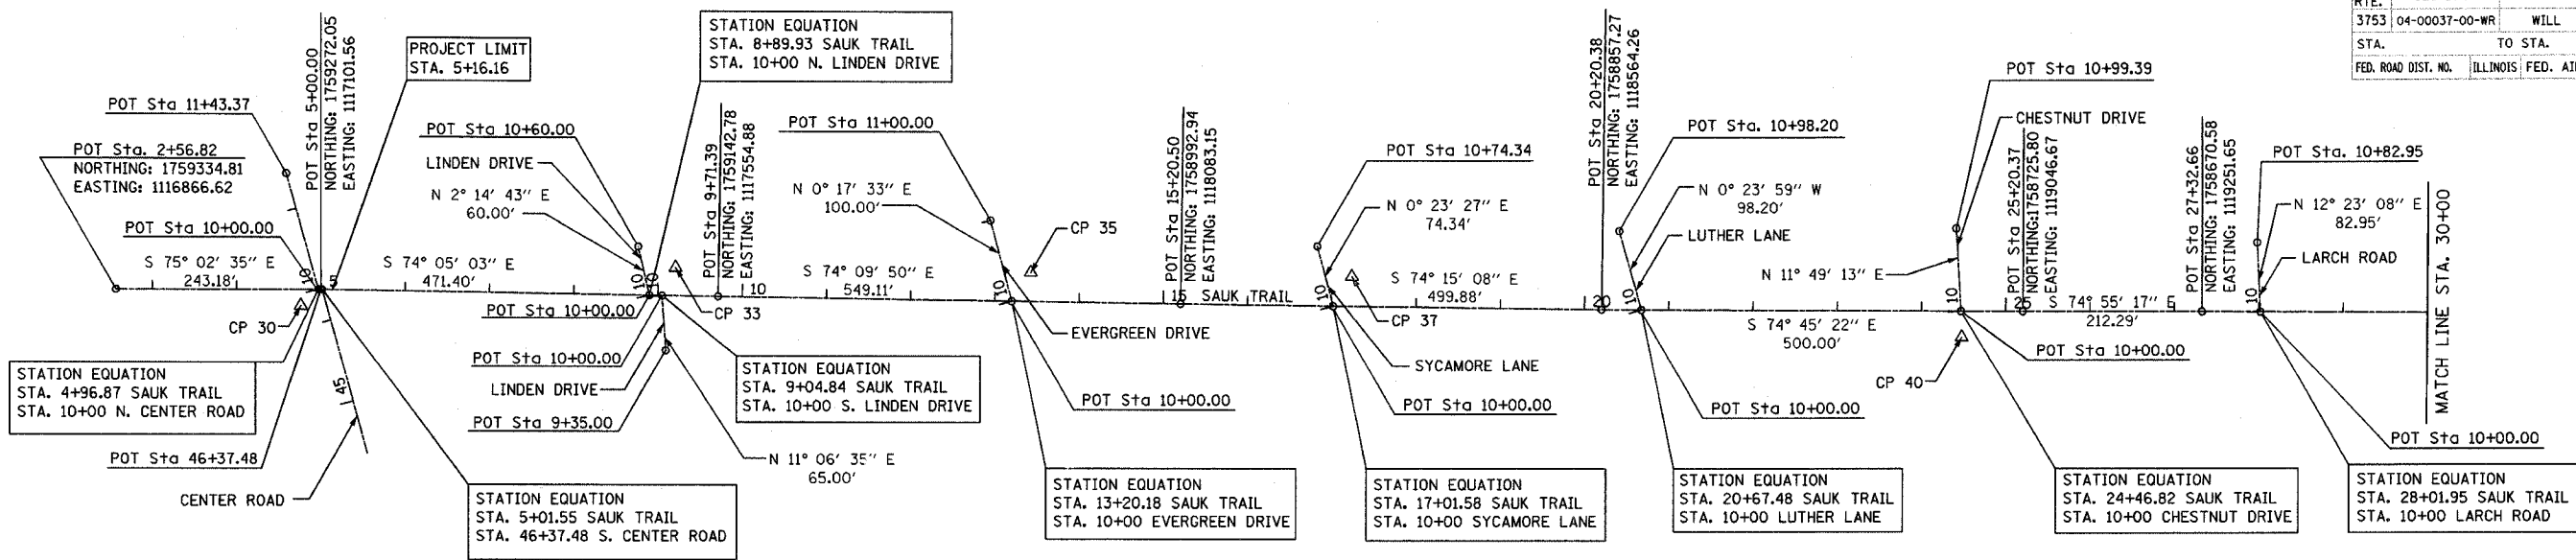 RTE.
3753 04-00037-00-WR WILL
STA. TO STA.
FED. ROAD DIST. NO. ILLINOIS FED. AID
POT Sta 11+43.37
POT Sta. 2+56.82
NORTHING: 1759334.81
EASTING: 1116866.62
POT Sta 10+00.00
S 75° 02' 35" E
243.18'
CP 30
STATION EQUATION
STA. 4+96.87 SAUK TRAIL
STA. 10+00 N. CENTER ROAD
POT Sta 46+37.48
CENTER ROAD
10
5
45
POT Sta 5+00.00
NORTHING: 1759272.05
EASTING: 1117101.56
PROJECT LIMIT
STA. 5+16.16
S 74° 05' 03" E
471.40'
STATION EQUATION
STA. 5+01.55 SAUK TRAIL
STA. 46+37.48 S. CENTER ROAD
STATION EQUATION
STA. 8+89.93 SAUK TRAIL
STA. 10+00 N. LINDEN DRIVE
POT Sta 10+60.00
LINDEN DRIVE
N 2° 14' 43" E
60.00'
10
10
POT Sta 10+00.00
CP 33
POT Sta 10+00.00
LINDEN DRIVE
POT Sta 9+35.00
N 11° 06' 35" E
65.00'
STATION EQUATION
STA. 9+04.84 SAUK TRAIL
STA. 10+00 S. LINDEN DRIVE
POT Sta 9+71.39
NORTHING: 1759142.78
EASTING: 1117554.88
10
S 74° 09' 50" E
549.11'
POT Sta 11+00.00
N 0° 17' 33" E
100.00'
10
CP 35
EVERGREEN DRIVE
POT Sta 10+00.00
STATION EQUATION
STA. 13+20.18 SAUK TRAIL
STA. 10+00 EVERGREEN DRIVE
POT Sta 15+20.50
NORTHING: 1758992.94
EASTING: 1118083.15
15
SAUK TRAIL
POT Sta 10+74.34
N 0° 23' 27" E
74.34'
10
CP 37
S 74° 15' 08" E
499.88'
SYCAMORE LANE
POT Sta 10+00.00
STATION EQUATION
STA. 17+01.58 SAUK TRAIL
STA. 10+00 SYCAMORE LANE
POT Sta 20+20.38
NORTHING: 1758857.27
EASTING: 1118564.26
20
POT Sta. 10+98.20
N 0° 23' 59" W
98.20'
LUTHER LANE
10
S 74° 45' 22" E
500.00'
POT Sta 10+00.00
STATION EQUATION
STA. 20+67.48 SAUK TRAIL
STA. 10+00 LUTHER LANE
POT Sta 10+99.39
CHESTNUT DRIVE
N 11° 49' 13" E
10
CP 40
POT Sta 10+00.00
STATION EQUATION
STA. 24+46.82 SAUK TRAIL
STA. 10+00 CHESTNUT DRIVE
POT Sta 25+20.37
NORTHING:1758725.80
EASTING: 1119046.67
25
S 74° 55' 17" E
212.29'
POT Sta 27+32.66
NORTHING: 1758670.58
EASTING: 1119251.65
POT Sta. 10+82.95
N 12° 23' 08" E
82.95'
LARCH ROAD
10
MATCH LINE STA. 30+00
POT Sta 10+00.00
STATION EQUATION
STA. 28+01.95 SAUK TRAIL
STA. 10+00 LARCH ROAD